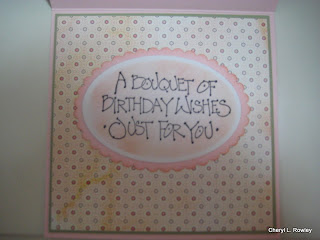 A BOUQUET OF
BIRTHDAY WISHES
·JUST FOR YOU·
Cheryl L. Rowley